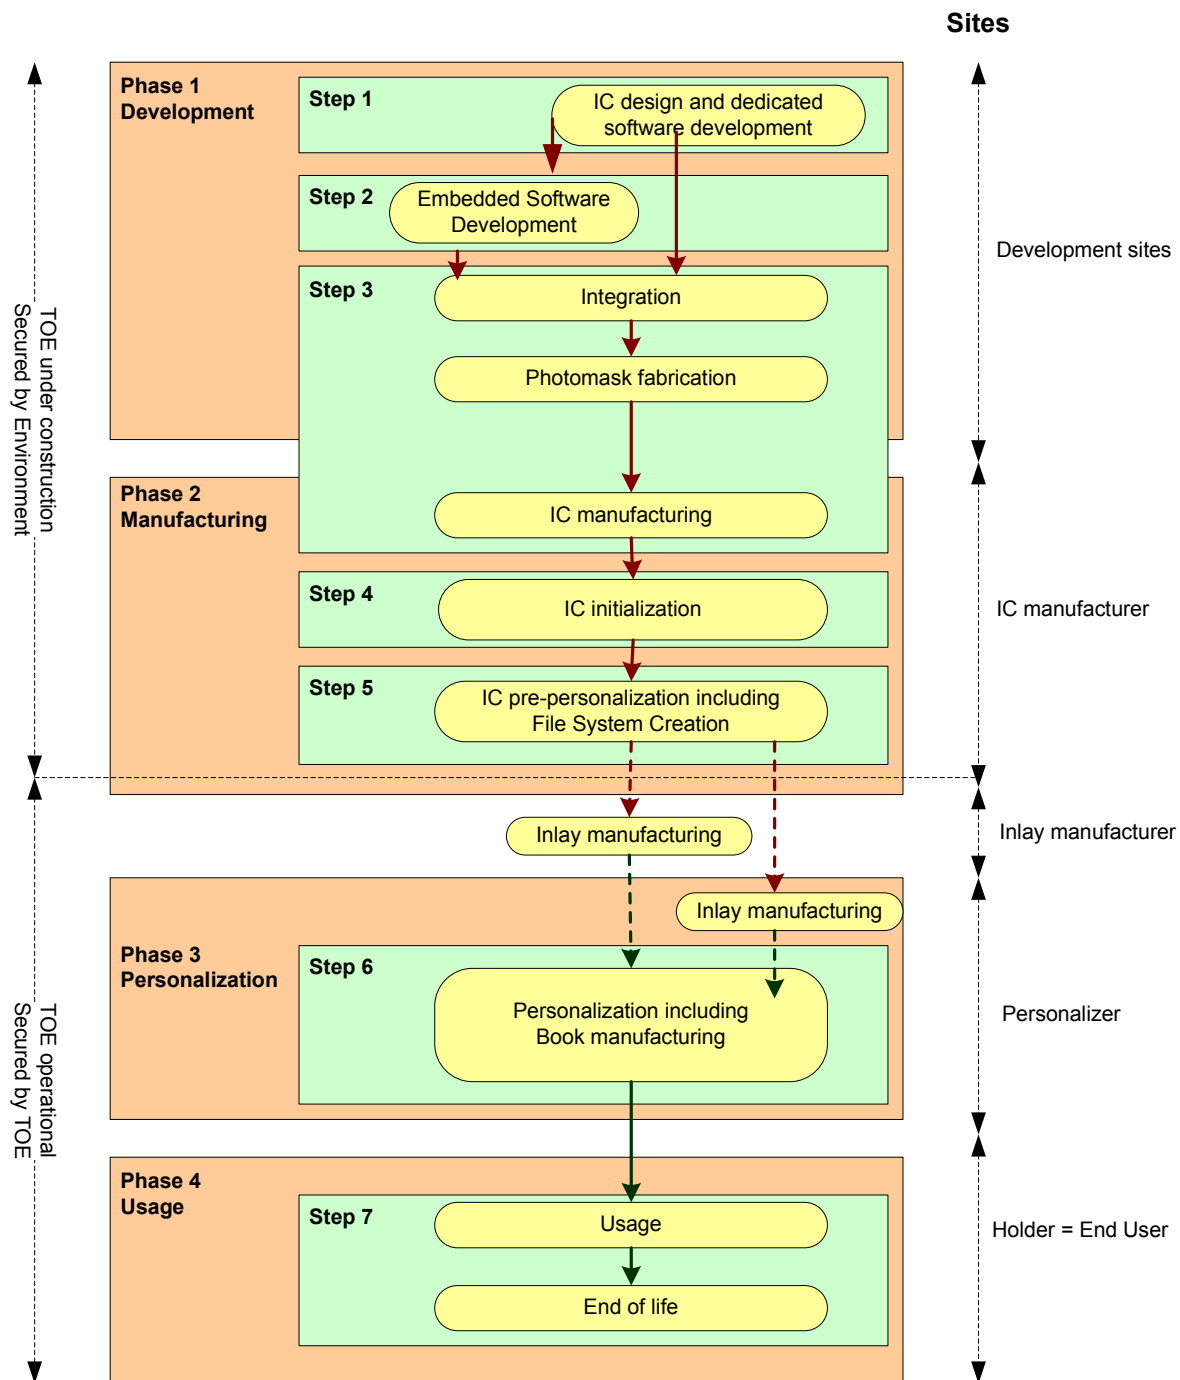 Sites
Phase 1
Development
Step 1
IC design and dedicated
software development
Step 2
Embedded Software
Development
Development sites
Step 3
Integration
TOE under construction
Secured by Environment
Photomask fabrication
Phase 2
Manufacturing
IC manufacturing
Step 4
IC initialization
IC manufacturer
Step 5
IC pre-personalization including
File System Creation
Inlay manufacturing
Inlay manufacturer
Inlay manufacturing
Phase 3
Personalization
Step 6
Personalization including
Book manufacturing
Personalizer
TOE operational
Secured by TOE
Phase 4
Usage
Step 7
Usage
Holder = End User
End of life